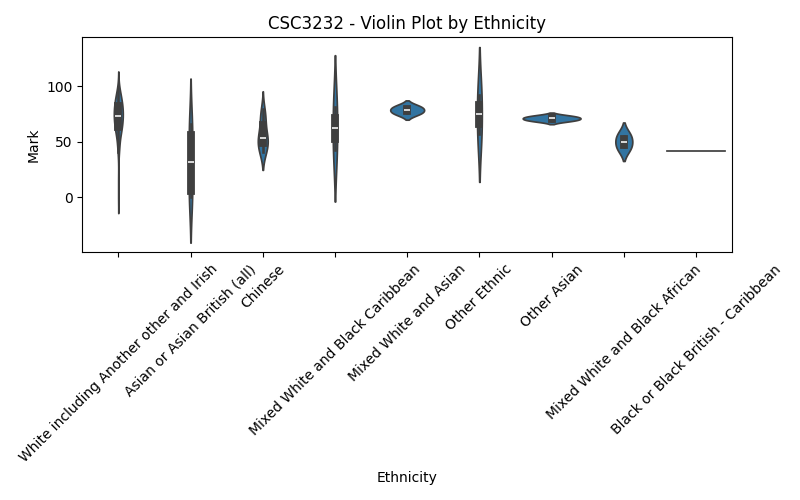 CSC3232 - Violin Plot by Ethnicity
Mark
100
50
0
White including Another other and Irish
Asian or Asian British (all)
Chinese
Mixed White and Black Caribbean
Mixed White and Asian
Other Ethnic
Other Asian
Mixed White and Black African
Black or Black British - Caribbean
Ethnicity